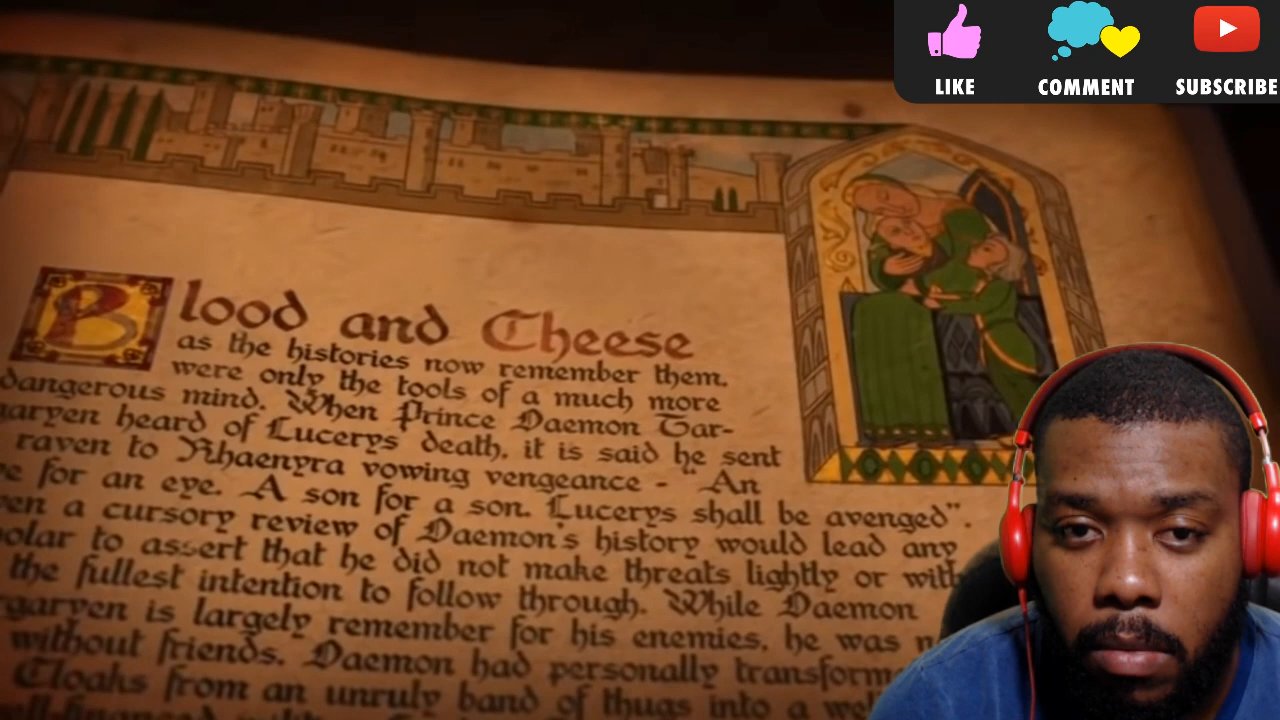 LIKE
COMMENT
SUBSCRIBE
Blood and Cheese
as the histories now remember them.
were only the tools of a much more
dangerous mind. When Prince Daemon Tar-
garyen heard of Lucerys death, it is said he sent
raven to Rhaenyra vowing vengeance - "An
for an eye. A son for a son. Lucerys shall be avenged".
a cursory review of Daemon's history would lead any
to assert that he did not make threats lightly or with
the fullest intention to follow through. While Daemon
is largely remember for his enemies, he was
without friends. Daemon had personally
Cloaks from an unruly band of thugs into a